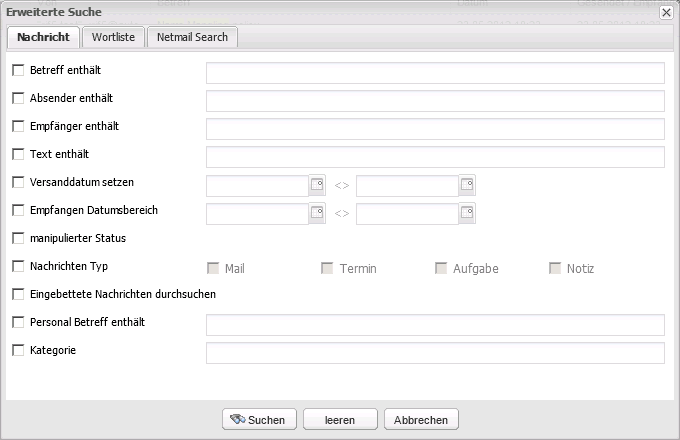 Erweiterte Suche
Nachricht Wortliste Netmail Search
Betreff enthält
Absender enthält
Empfänger enthält
Text enthält
Versanddatum setzen <>
Empfangen Datumsbereich <>
manipulierter Status
Nachrichten Typ Mail Termin Aufgabe Notiz
Eingebettete Nachrichten durchsuchen
Personal Betreff enthält
Kategorie
Suchen leeren Abbrechen